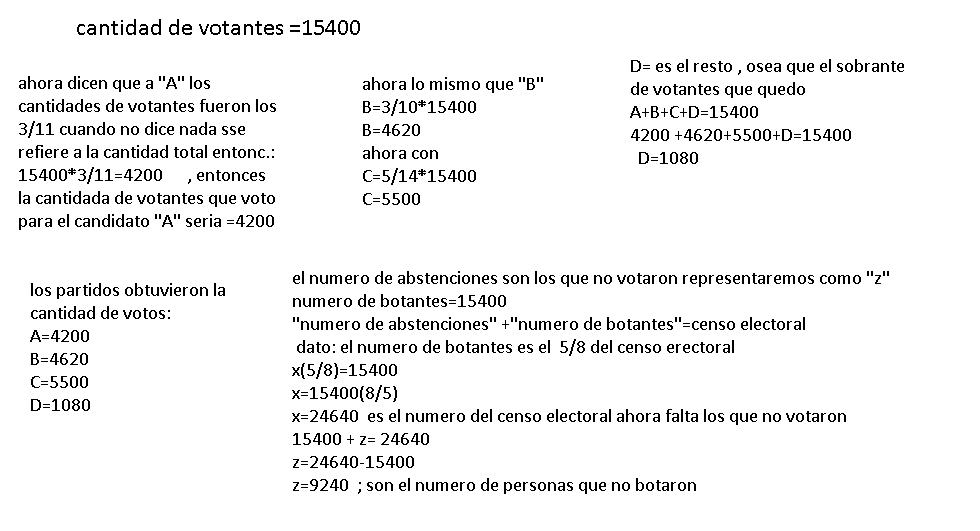 cantidad de votantes =15400
ahora dicen que a "A" los
cantidades de votantes fueron los
3/11 cuando no dice nada sse
refiere a la cantidad total entonc.:
15400*3/11=4200 , entonces
la cantidada de votantes que voto
para el candidato "A" seria =4200
ahora lo mismo que "B"
B=3/10*15400
B=4620
ahora con
C=5/14*15400
C=5500
D= es el resto , osea que el sobrante
de votantes que quedo
A+B+C+D=15400
4200 +4620+5500+D=15400
D=1080
los partidos obtuvieron la
cantidad de votos:
A=4200
B=4620
C=5500
D=1080
el numero de abstenciones son los que no votaron representaremos como "z"
numero de botantes=15400
"numero de abstenciones" +"numero de botantes"=censo electoral
dato: el numero de botantes es el 5/8 del censo erectoral
x(5/8)=15400
x=15400(8/5)
x=24640 es el numero del censo electoral ahora falta los que no votaron
15400 + z= 24640
z=24640-15400
z=9240 ; son el numero de personas que no botaron